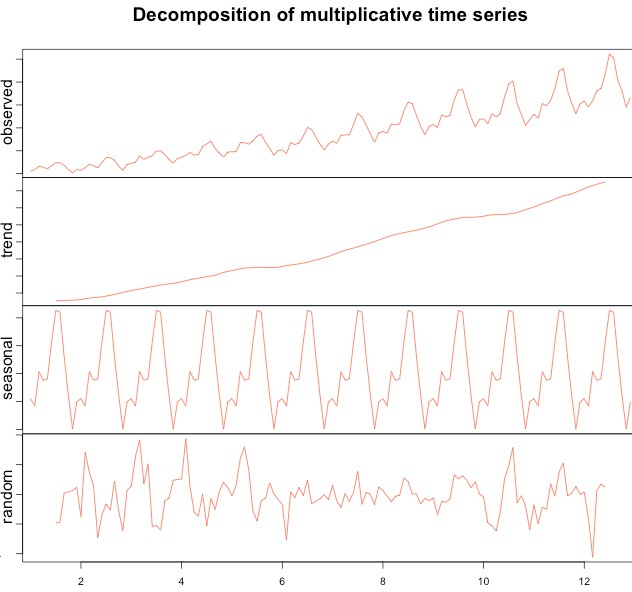 Decomposition of multiplicative time series
observed
trend
seasonal
random
2 4 6 8 10 12